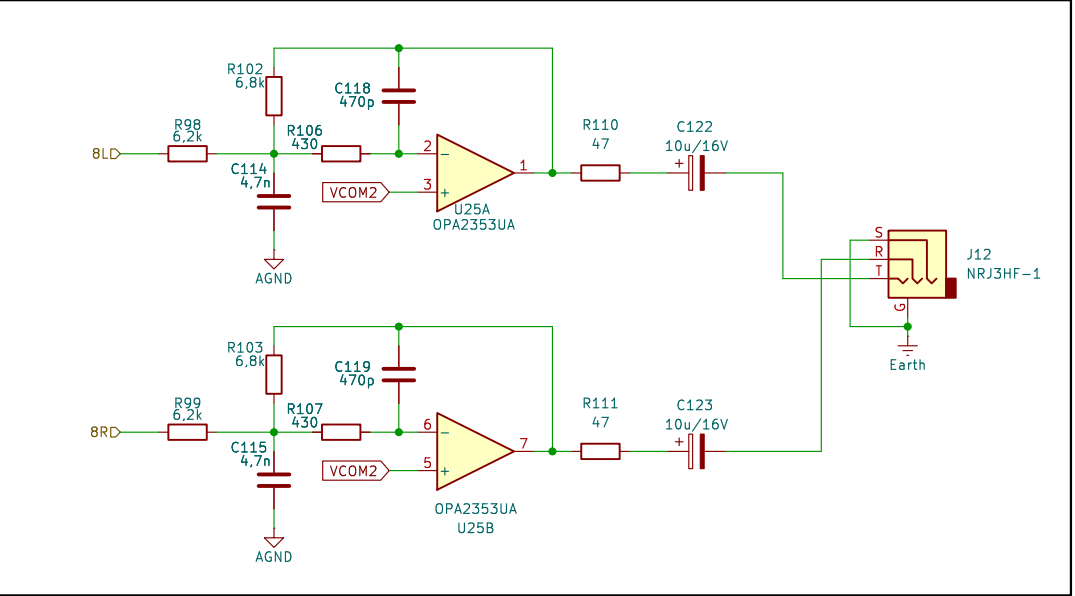 R102
6,8k
C118
470p
R98
6,2k
8L
R106
430
2
3
1
R110
47
C122
10u/16V
+
C114
4,7n
VCOM2
−
+
U25A
OPA2353UA
AGND
S
R
T
G
J12
NRJ3HF-1
Earth
R103
6,8k
C119
470p
R99
6,2k
8R
R107
430
6
5
7
R111
47
C123
10u/16V
+
C115
4,7n
VCOM2
−
+
OPA2353UA
U25B
AGND